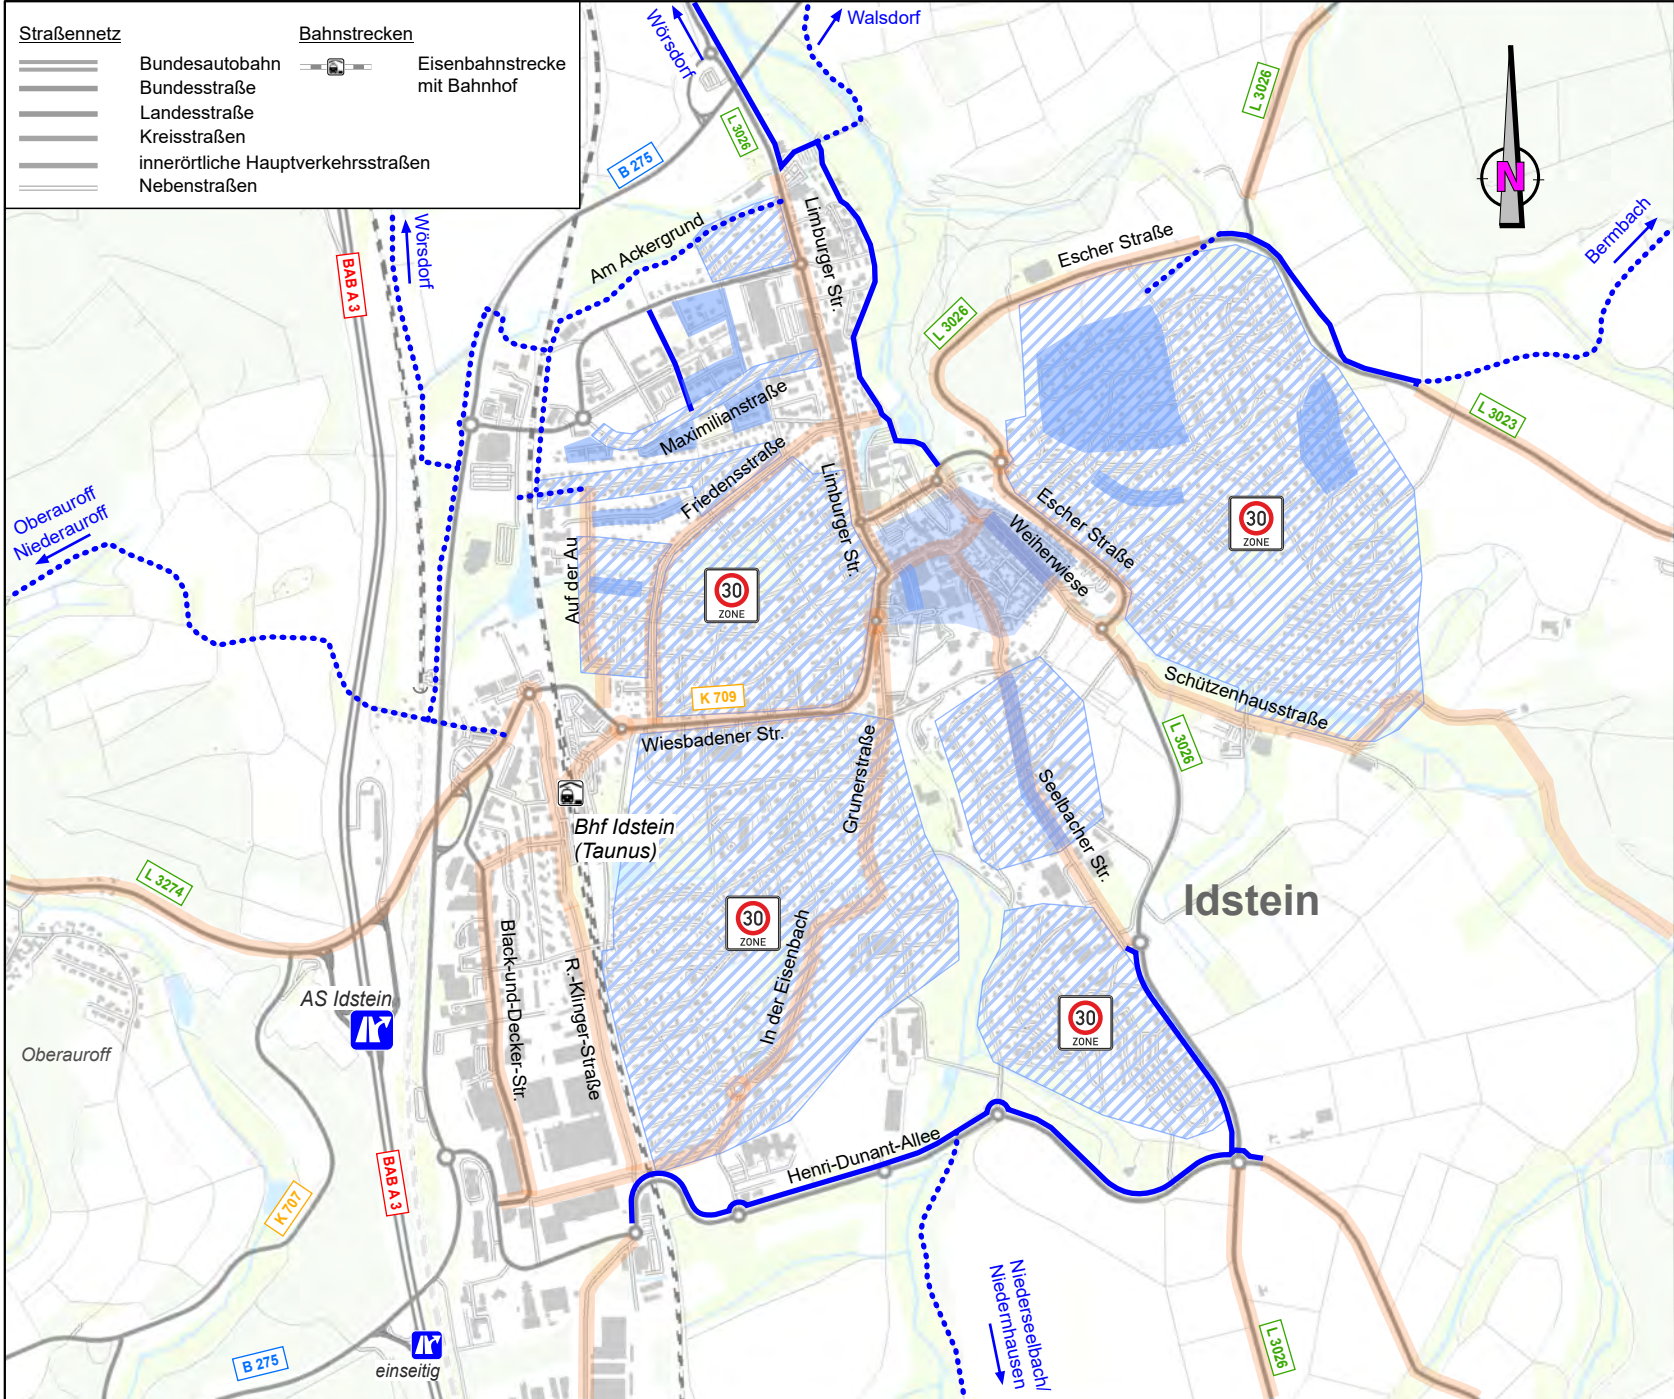 Straßennetz
Bundesautobahn
Bundesstraße
Landesstraße
Kreisstraßen
innerörtliche Hauptverkehrsstraßen
Nebenstraßen
Bahnstrecken
Eisenbahnstrecke
mit Bahnhof
Wörsdorf
Walsdorf
L 3026
B 275
L 3026
N
Bermbach
Wörsdorf
BAB A 3
Am Ackergrund
Limburger Str.
Escher Straße
L 3026
L 3023
Maximilianstraße
Friedensstraße
Limburger Str.
Oberauroff
Niederauroff
Auf der Au
30
ZONE
Escher Straße
Weiherwiese
30
ZONE
K 709
Wiesbadener Str.
Schützenhausstraße
L 3026
Grunerstraße
Seelbacher Str.
Bhf Idstein
(Taunus)
L 3274
Idstein
30
ZONE
In der Eisenbach
Black-und-Decker-Str.
R.-Klinger-Straße
AS Idstein
Oberauroff
30
ZONE
BAB A 3
K 707
Henri-Dunant-Allee
Niederseelbach/
Niedernhausen
L 3026
B 275
einseitig